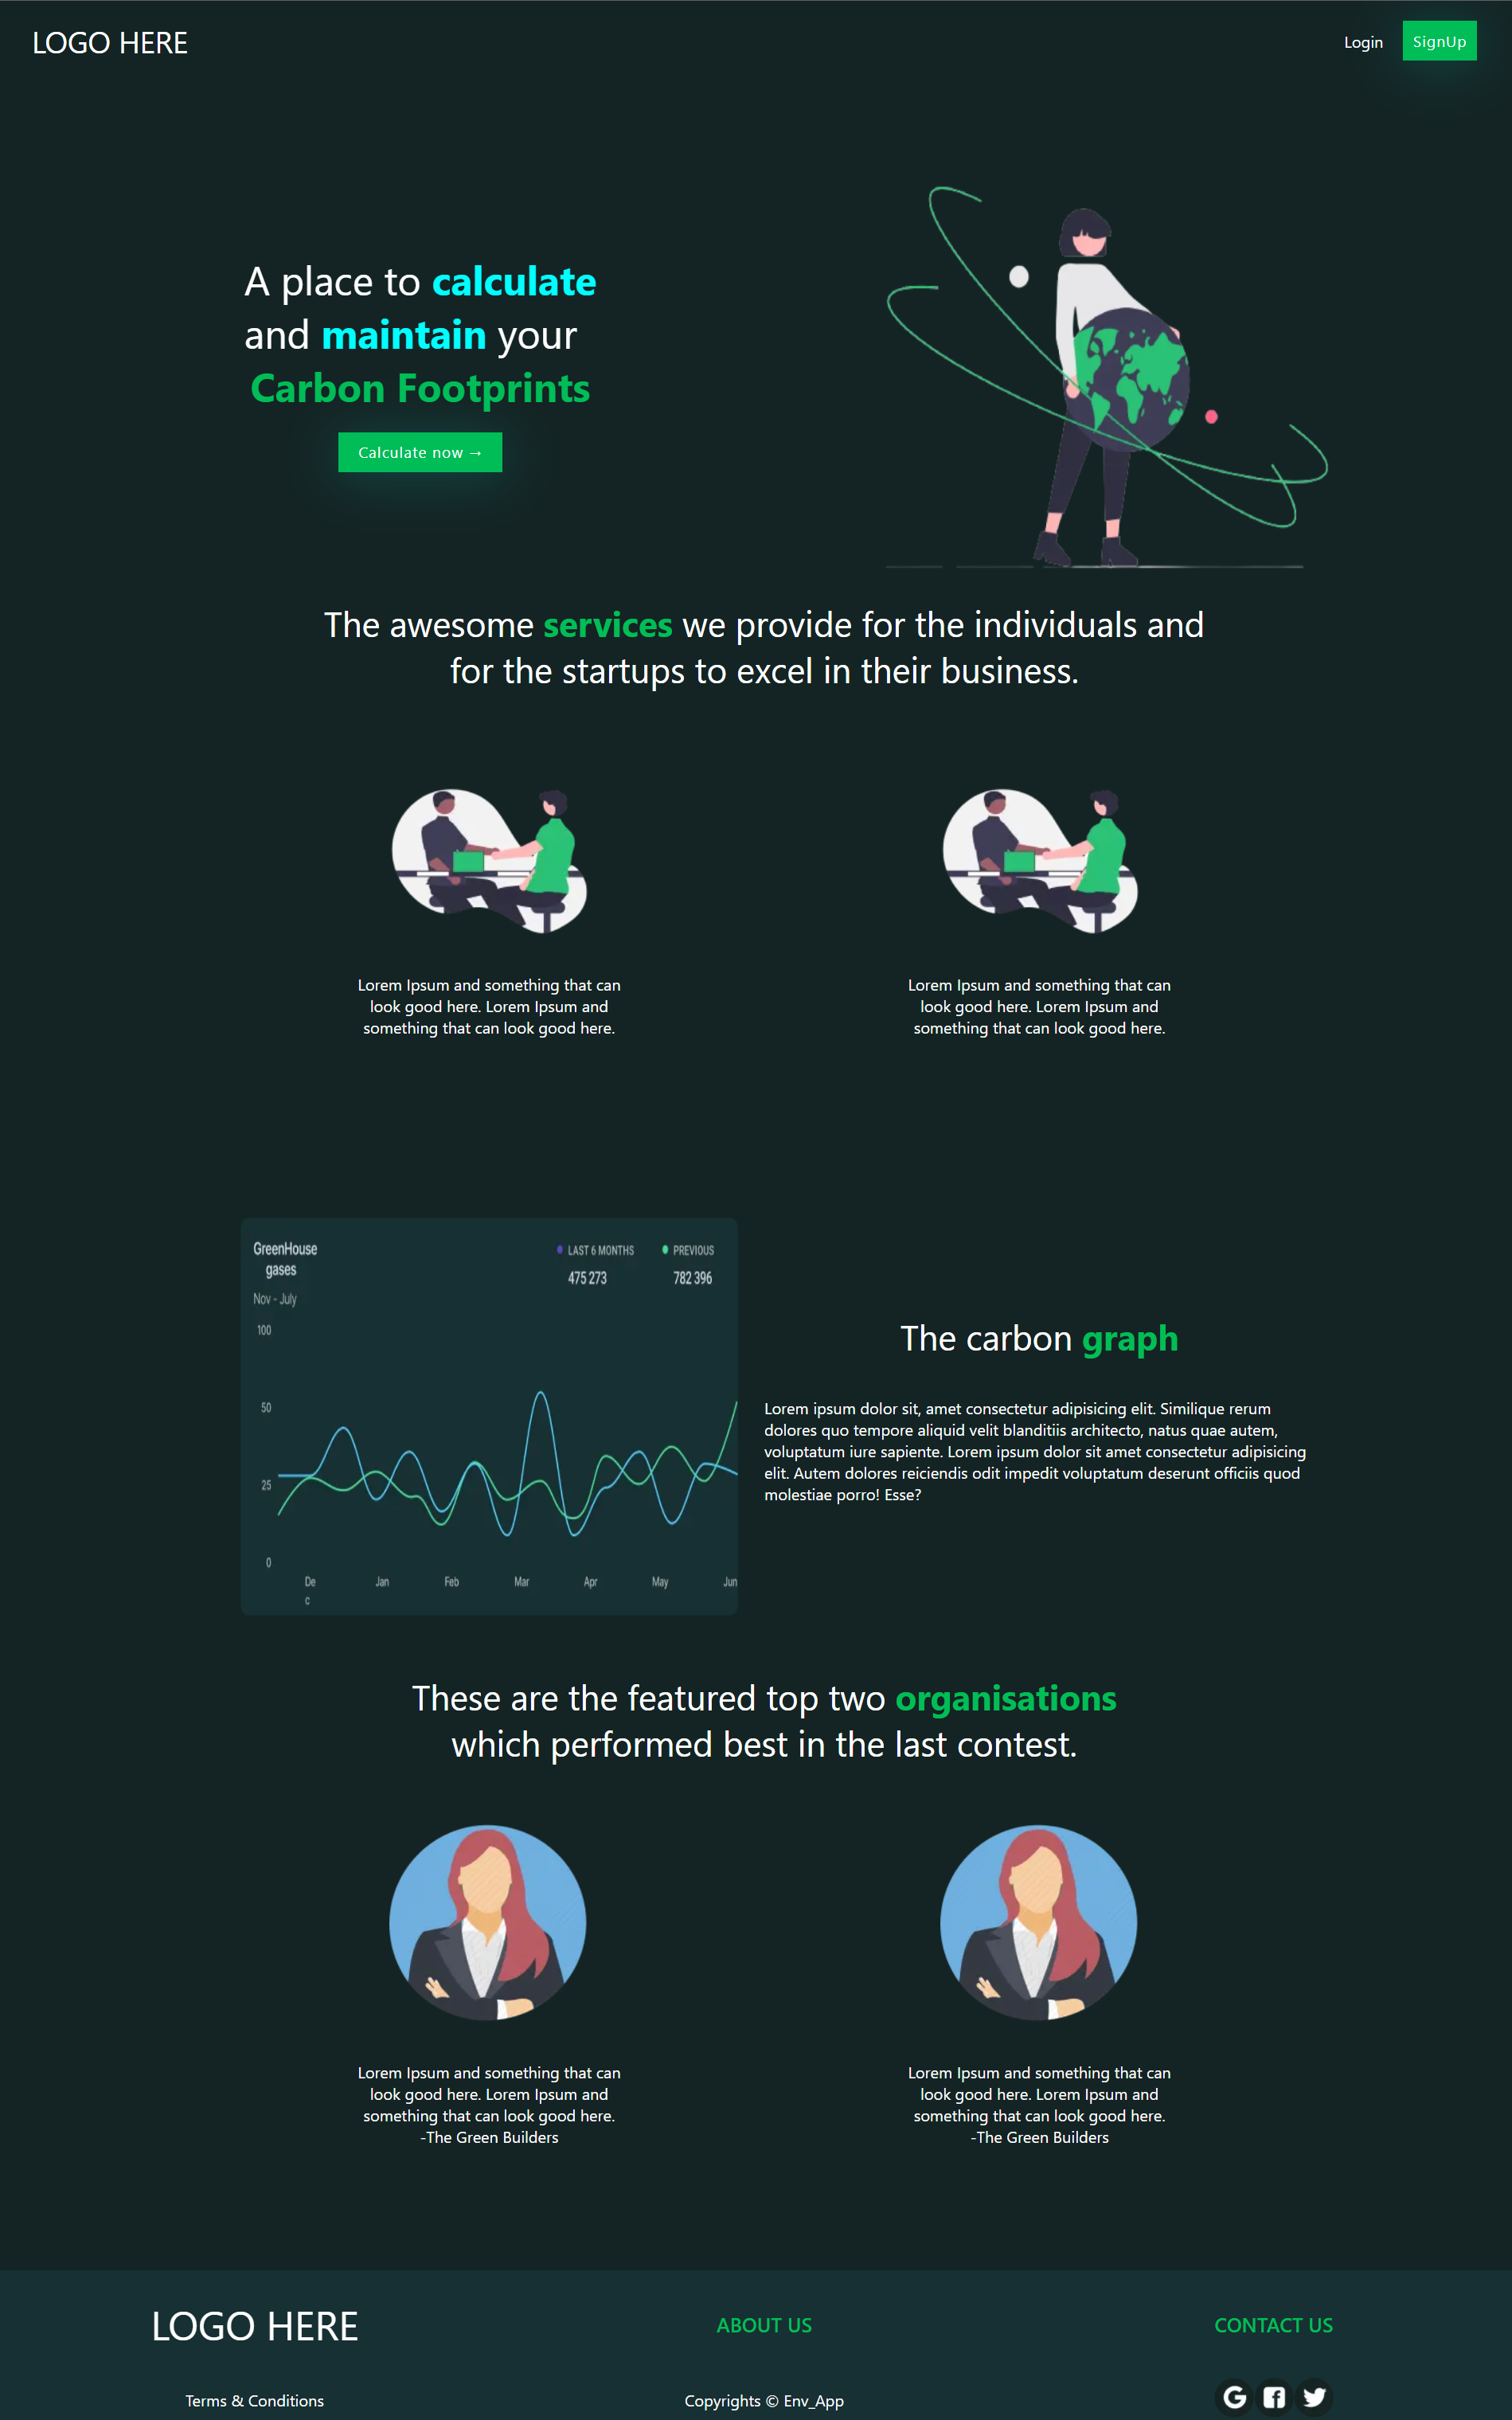 LOGO HERE
Login
SignUp
A place to calculate
and maintain your
Carbon Footprints
Calculate now →
The awesome services we provide for the individuals and
for the startups to excel in their business.
Lorem Ipsum and something that can
look good here. Lorem Ipsum and
something that can look good here.
Lorem Ipsum and something that can
look good here. Lorem Ipsum and
something that can look good here.
GreenHouse
gases
Nov - July
LAST 6 MONTHS
475 273
PREVIOUS
782 396
100
50
25
0
De
c
Jan
Feb
Mar
Apr
May
Jun
The carbon graph
Lorem ipsum dolor sit, amet consectetur adipisicing elit. Similique rerum
dolores quo tempore aliquid velit blanditiis architecto, natus quae autem,
voluptatum iure sapiente. Lorem ipsum dolor sit amet consectetur adipisicing
elit. Autem dolores reiciendis odit impedit voluptatum deserunt officiis quod
molestiae porro! Esse?
These are the featured top two organisations
which performed best in the last contest.
Lorem Ipsum and something that can
look good here. Lorem Ipsum and
something that can look good here.
-The Green Builders
Lorem Ipsum and something that can
look good here. Lorem Ipsum and
something that can look good here.
-The Green Builders
LOGO HERE
ABOUT US
CONTACT US
Terms & Conditions
Copyrights © Env_App